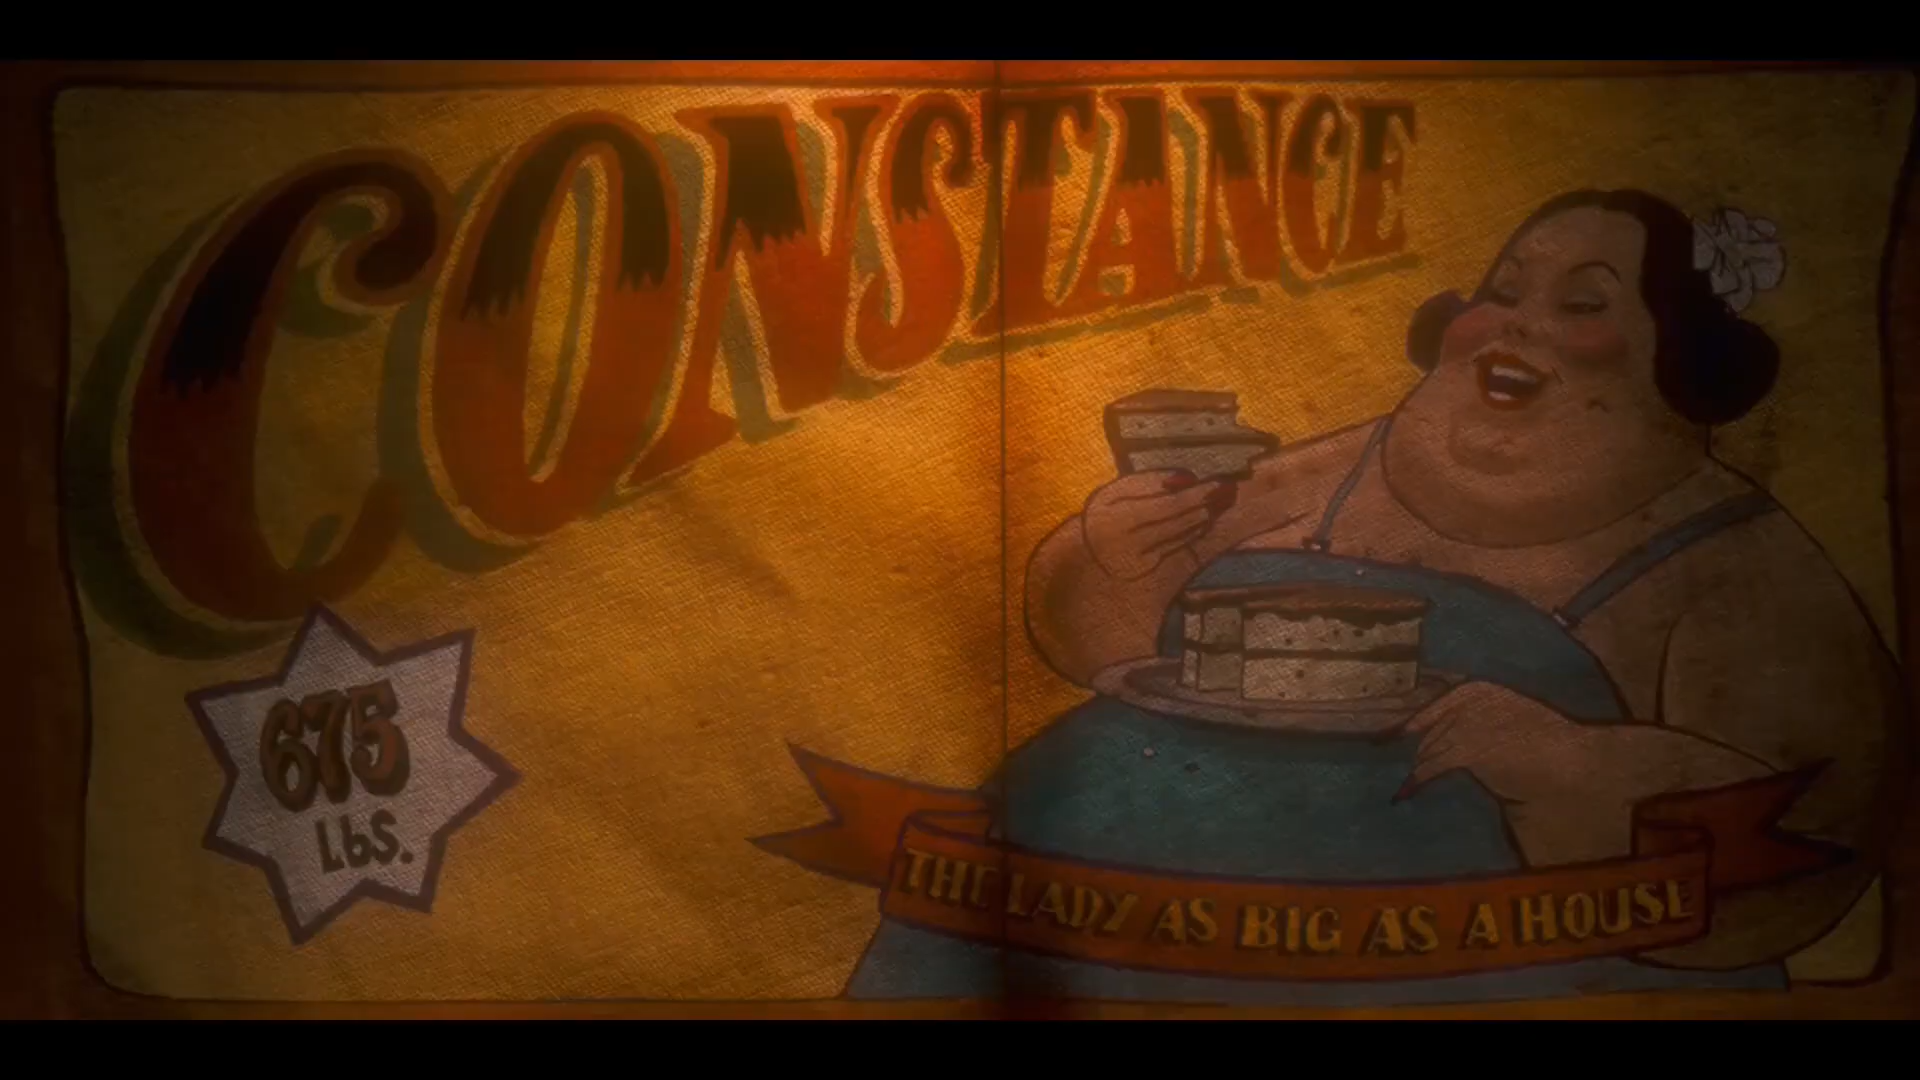 CONSTANCE
675
Lbs.
THE LADY AS BIG AS A HOUSE